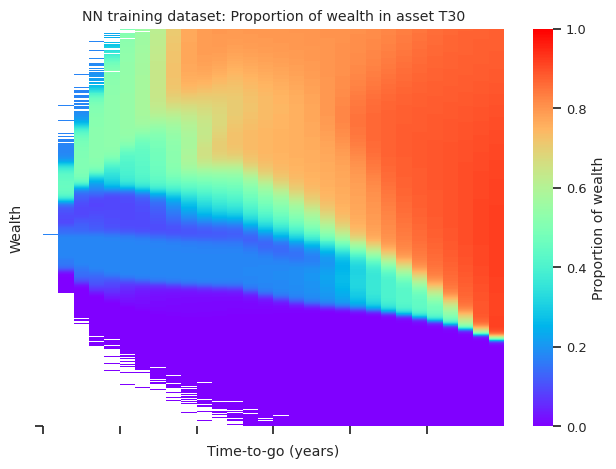 NN training dataset: Proportion of wealth in asset T30
Wealth
Time-to-go (years)
1.0
0.8
0.6
0.4
0.2
0.0
Proportion of wealth